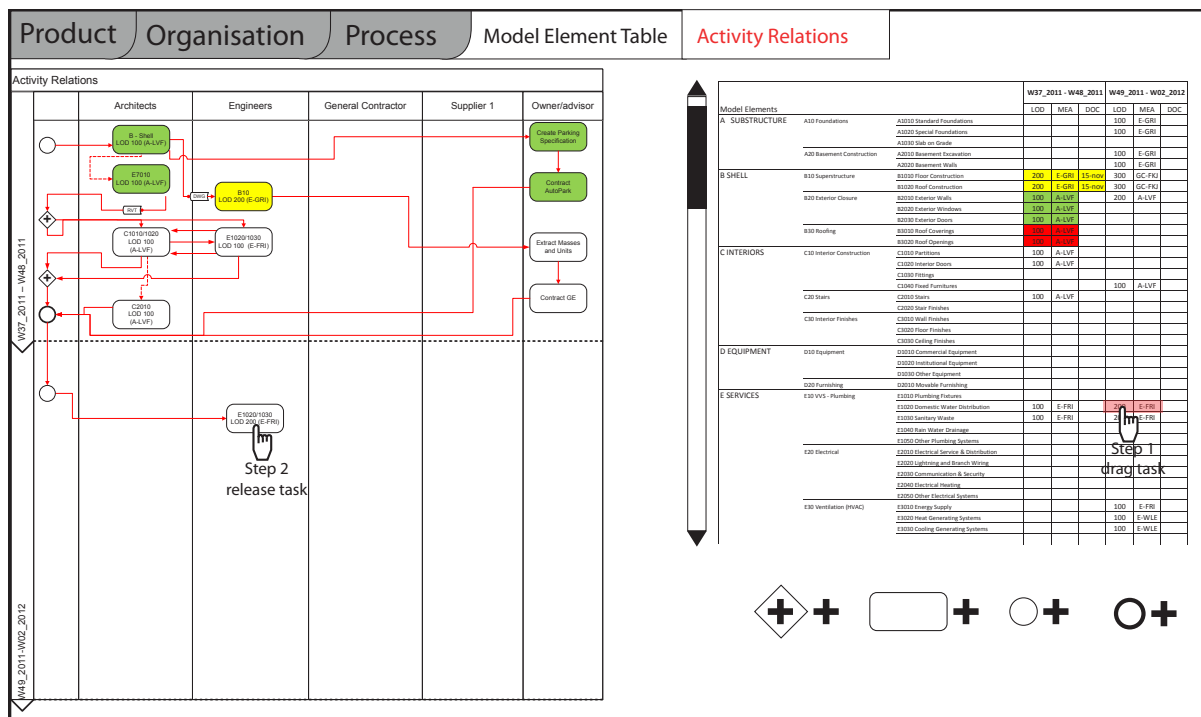 Product Organisation Process Model Element Table Activity Relations
Activity Relations
Architects Engineers General Contractor Supplier 1 Owner/advisor
W37_2011 – W48_2011
B - Shell
LOD 100 (A-LVF)
Create Parking
Specification
E7010
LOD 100 (A-LVF)
DWG
B10
LOD 200 (E-GRI)
Contract
AutoPark
RVT
C1010/1020
LOD 100
(A-LVF)
E1020/1030
LOD 100 (E-FRI)
Extract Masses
and Units
C2010
LOD 100
(A-LVF)
Contract GE
W49_2011-W02_2012
E1020/1030
LOD 200 (E-FRI)
Step 2
release task
W37_2011 - W48_2011 W49_2011 - W02_2012
Model Elements LOD MEA DOC LOD MEA DOC
A SUBSTRUCTURE A10 Foundations A1010 Standard Foundations 100 E-GRI
A1020 Special Foundations 100 E-GRI
A1030 Slab on Grade
A20 Basement Construction A2010 Basement Excavation 100 E-GRI
A2020 Basement Walls 100 E-GRI
B SHELL B10 Superstructure B1010 Floor Construction 200 E-GRI 15-nov 300 GC-FKJ
B1020 Roof Construction 200 E-GRI 15-nov 300 GC-FKJ
B20 Exterior Closure B2010 Exterior Walls 100 A-LVF 200 A-LVF
B2020 Exterior Windows 100 A-LVF
B2030 Exterior Doors 100 A-LVF
B30 Roofing B3010 Roof Coverings 100 A-LVF
B3020 Roof Openings 100 A-LVF
C INTERIORS C10 Interior Construction C1010 Partitions 100 A-LVF
C1020 Interior Doors 100 A-LVF
C1030 Fittings
C1040 Fixed Furnitures 100 A-LVF
C20 Stairs C2010 Stairs 100 A-LVF
C2020 Stair Finishes
C30 Interior Finishes C3010 Wall Finishes
C3020 Floor Finishes
C3030 Ceiling Finishes
D EQUIPMENT D10 Equipment D1010 Commercial Equipment
D1020 Institutional Equipment
D1030 Other Equipment
D20 Furnishing D2010 Movable Furnishing
E SERVICES E10 VVS - Plumbing E1010 Plumbing Fixtures
E1020 Domestic Water Distribution 100 E-FRI 200 E-FRI
E1030 Sanitary Waste 100 E-FRI E-FRI
E1040 Rain Water Drainage
E1050 Other Plumbing Systems
E20 Electrical E2010 Electrical Service & Distribution
E2020 Lightning and Branch Wiring
E2030 Communication & Security
E2040 Electrical Heating
E2050 Other Electrical Systems
E30 Ventilation (HVAC) E3010 Energy Supply 100 E-FRI
E3020 Heat Generating Systems 100 E-WLE
E3030 Cooling Generating Systems 100 E-WLE
Step 1
drag task